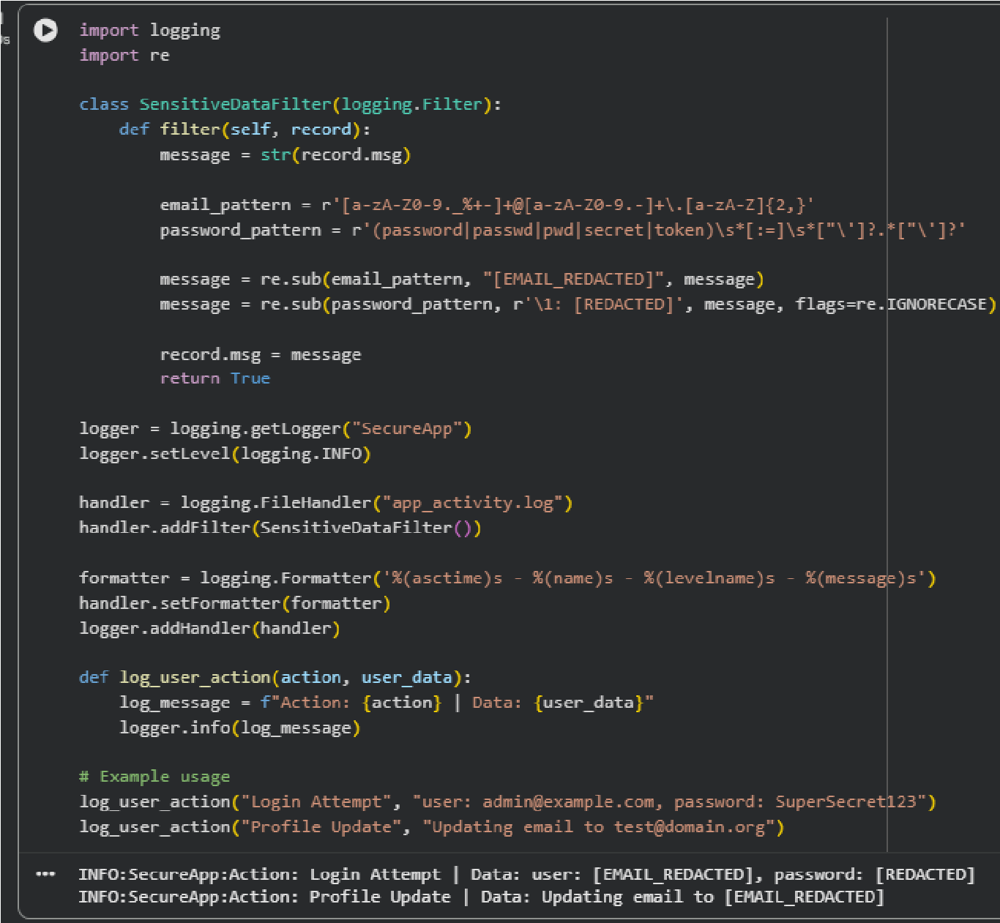 import logging
import re

class SensitiveDataFilter(logging.Filter):
    def filter(self, record):
        message = str(record.msg)

        email_pattern = r'[a-zA-Z0-9._%+-]+@[a-zA-Z0-9.-]+\.[a-zA-Z]{2,}'
        password_pattern = r'(password|passwd|pwd|secret|token)\s*[:=]\s*["\']?.*["\']?'

        message = re.sub(email_pattern, "[EMAIL_REDACTED]", message)
        message = re.sub(password_pattern, r'\1: [REDACTED]', message, flags=re.IGNORECASE)

        record.msg = message
        return True

logger = logging.getLogger("SecureApp")
logger.setLevel(logging.INFO)

handler = logging.FileHandler("app_activity.log")
handler.addFilter(SensitiveDataFilter())

formatter = logging.Formatter('%(asctime)s - %(name)s - %(levelname)s - %(message)s')
handler.setFormatter(formatter)
logger.addHandler(handler)

def log_user_action(action, user_data):
    log_message = f"Action: {action} | Data: {user_data}"
    logger.info(log_message)

# Example usage
log_user_action("Login Attempt", "user: admin@example.com, password: SuperSecret123")
log_user_action("Profile Update", "Updating email to test@domain.org")

INFO:SecureApp:Action: Login Attempt | Data: user: [EMAIL_REDACTED], password: [REDACTED]
INFO:SecureApp:Action: Profile Update | Data: Updating email to [EMAIL_REDACTED]